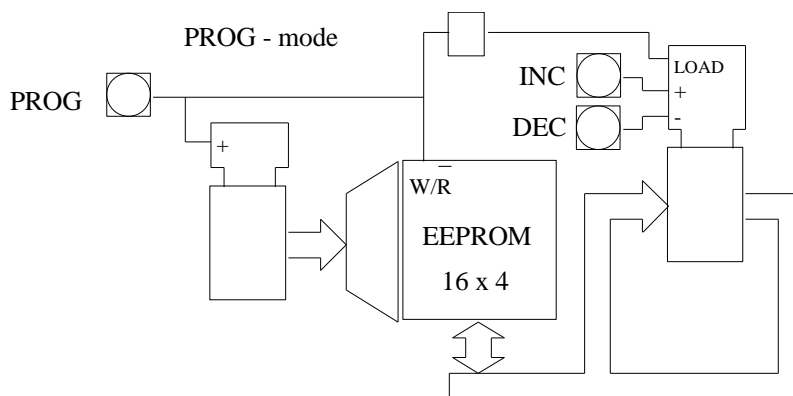 PROG - mode
PROG
INC
DEC
LOAD
+
-
+
W/R̅
EEPROM
16 x 4